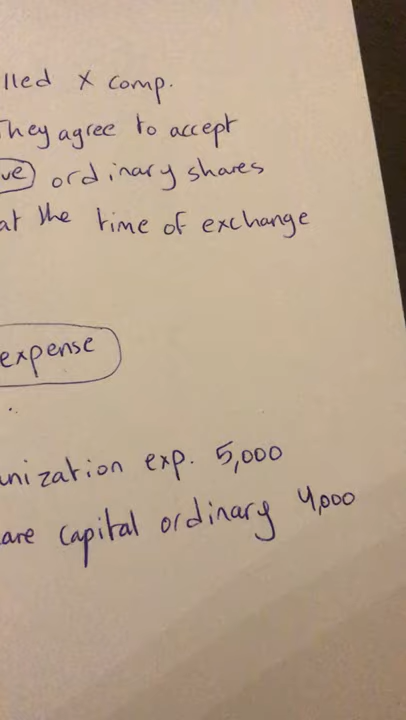 lled X comp.
They agree to accept
ve ordinary shares
at the time of exchange
expense
nization exp. 5,000
are capital ordinary 4,000